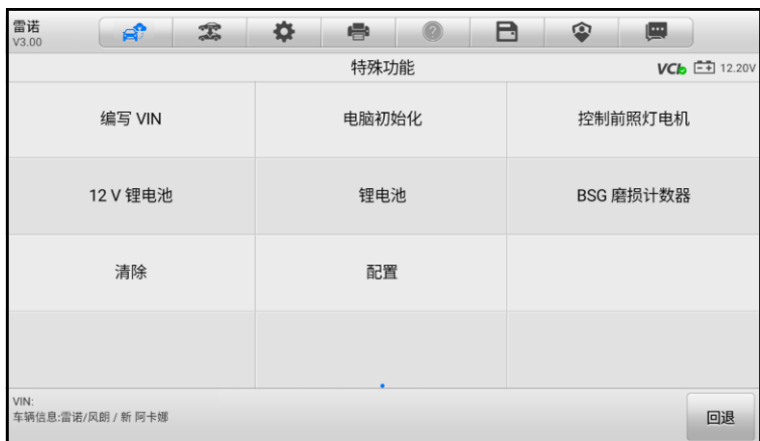 雷诺
V3.00
特殊功能
VCI 12.20V
编写 VIN 电脑初始化 控制前照灯电机
12 V 锂电池 锂电池 BSG 磨损计数器
清除 配置
VIN:
车辆信息:雷诺/风朗 / 新 阿卡娜
回退